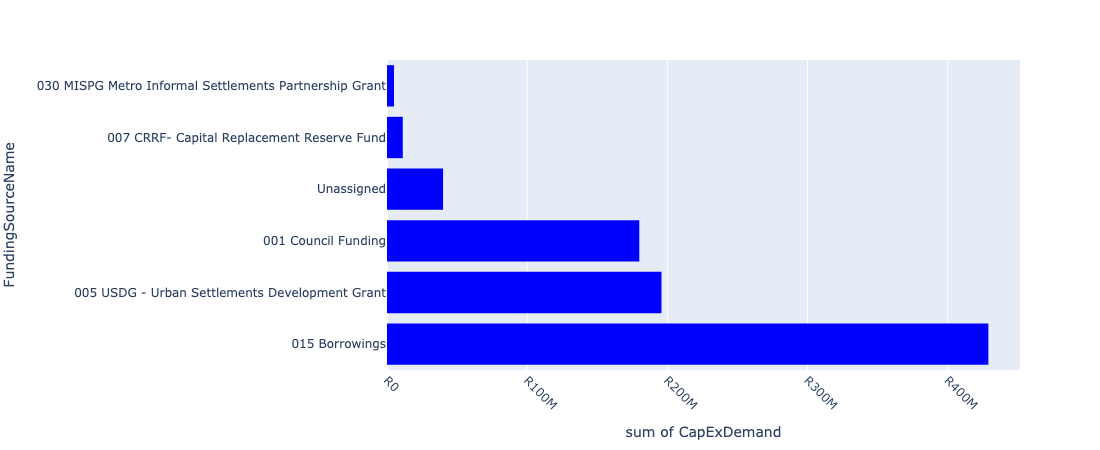 030 MISPG Metro Informal Settlements Partnership Grant
007 CRRF- Capital Replacement Reserve Fund
Unassigned
001 Council Funding
005 USDG - Urban Settlements Development Grant
015 Borrowings
FundingSourceName
R0
R100M
R200M
R300M
R400M
sum of CapExDemand